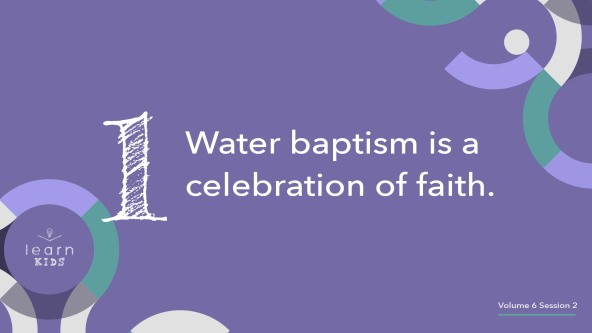 1
Water baptism is a
celebration of faith.
learn
KIDS
Volume 6 Session 2